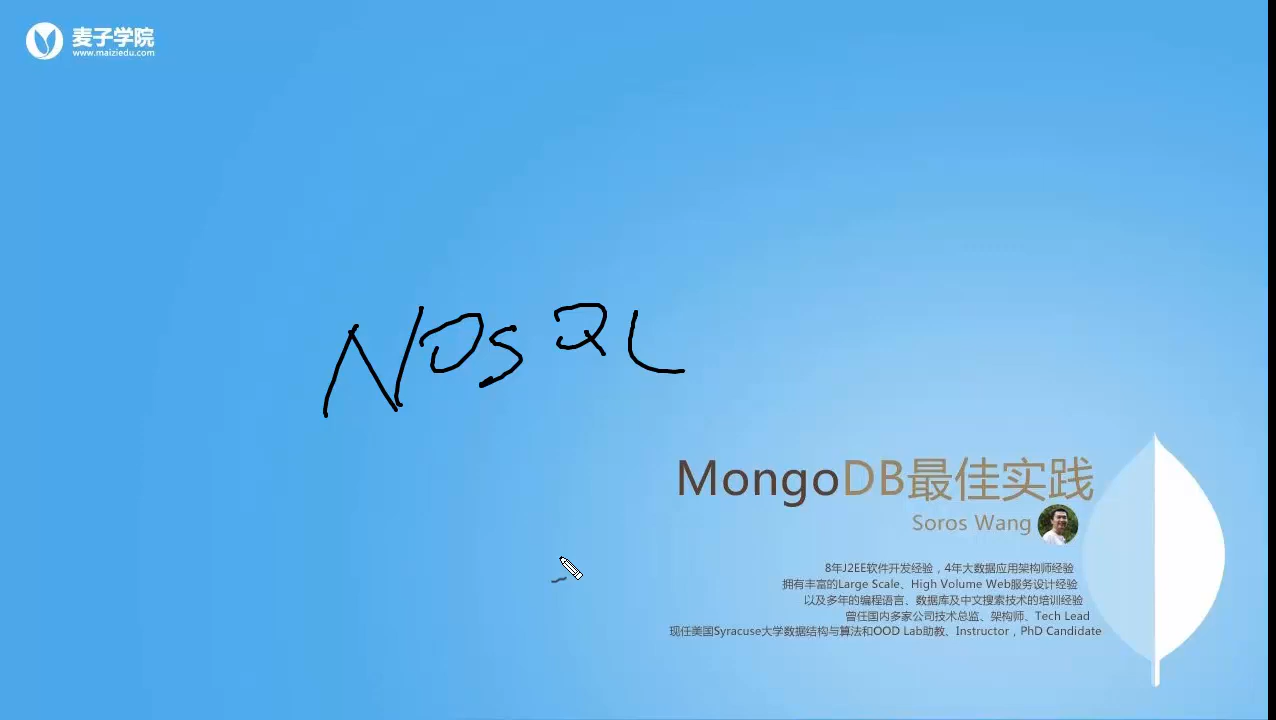 麦子学院
www.maiziedu.com
NOSQL
MongoDB最佳实践
Soros Wang
8年J2EE软件开发经验，4年大数据应用架构师经验
拥有丰富的Large Scale、High Volume Web服务设计经验
以及多年的编程语言、数据库及中文搜索技术的培训经验
曾任国内多家公司技术总监、架构师、Tech Lead
现任美国Syracuse大学数据结构与算法和OOD Lab助教、Instructor，PhD Candidate